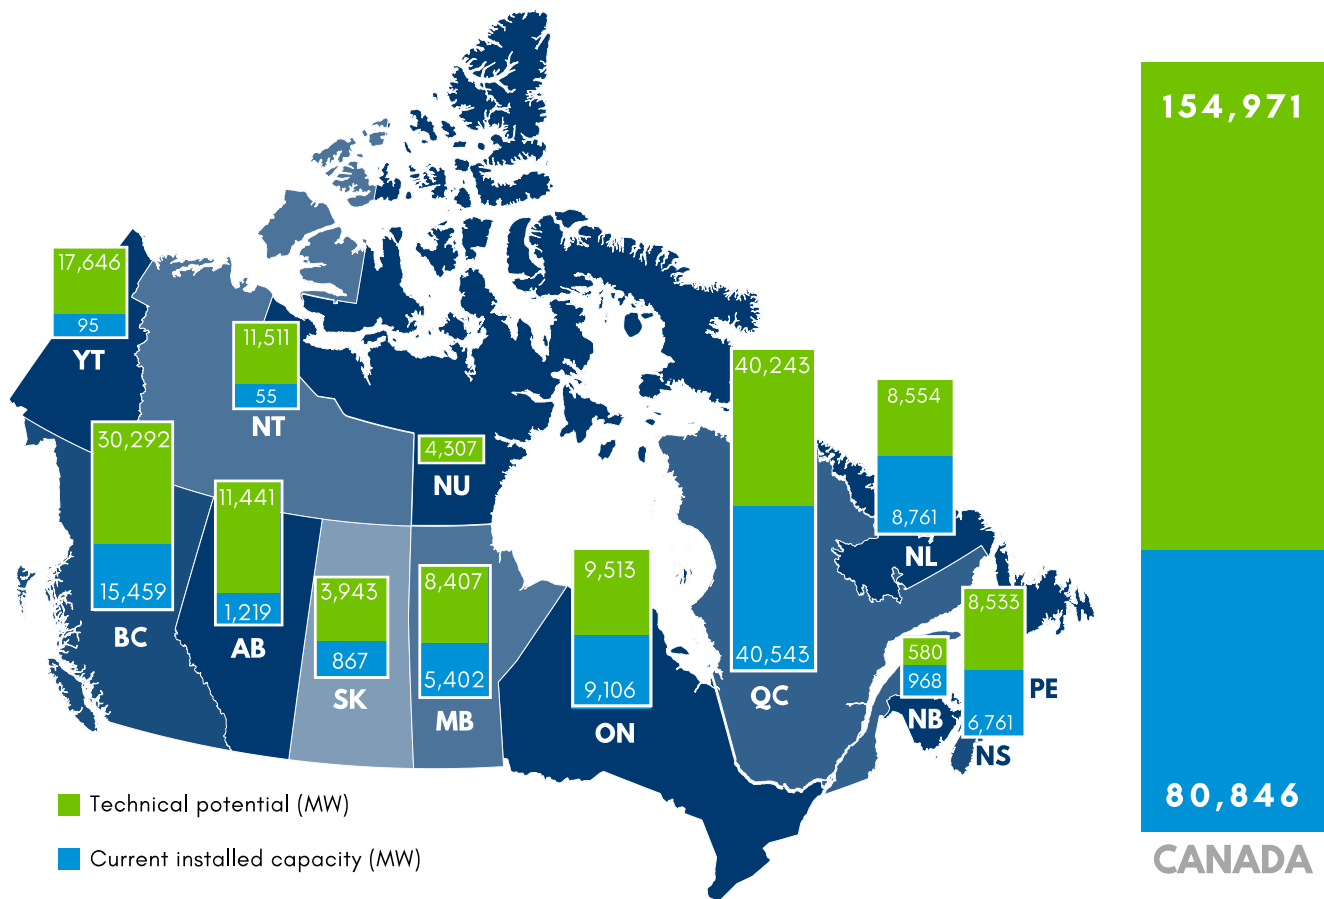 154,971
17,646
95
YT
11,511
55
NT
40,243
8,554
30,292
4,307
NU
11,441
8,761
NL
15,459
BC
1,219
AB
3,943
867
SK
8,407
5,402
MB
9,513
9,106
ON
40,543
QC
580
968
NB
8,533
6,761
PE
NS
80,846
CANADA
Technical potential (MW)
Current installed capacity (MW)